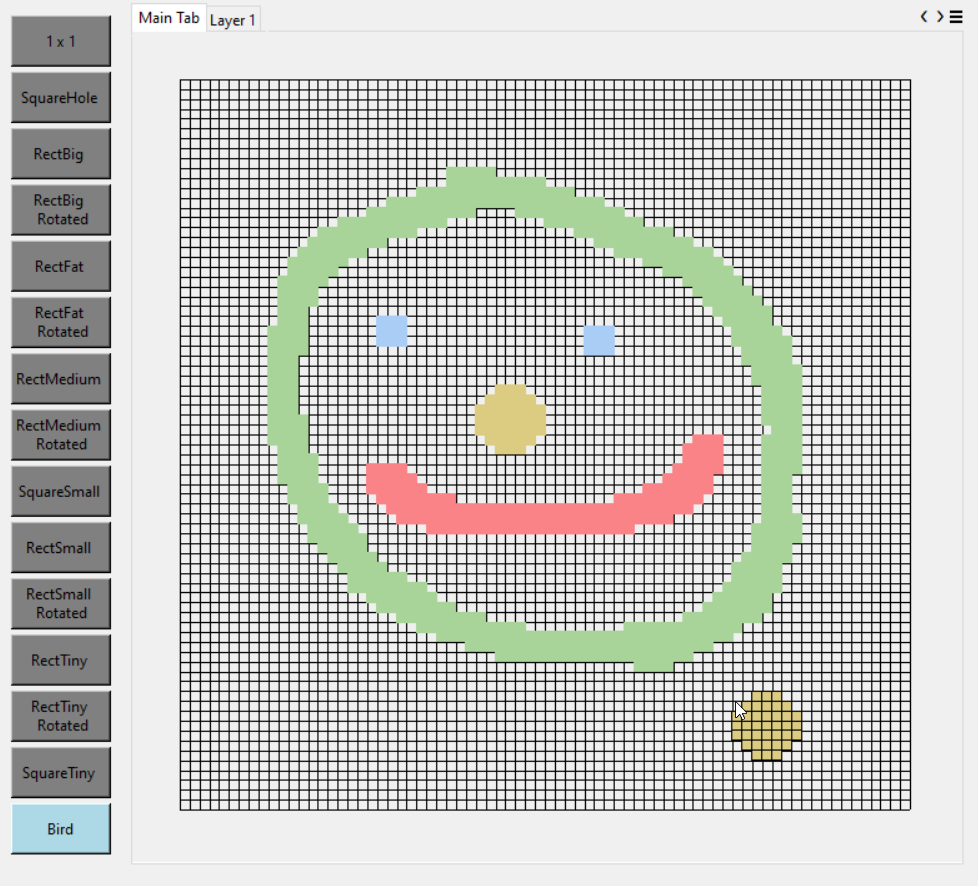 Main Tab
Layer 1
< > ☰
1 x 1
SquareHole
RectBig
RectBig
Rotated
RectFat
RectFat
Rotated
RectMedium
RectMedium
Rotated
SquareSmall
RectSmall
RectSmall
Rotated
RectTiny
RectTiny
Rotated
SquareTiny
Bird